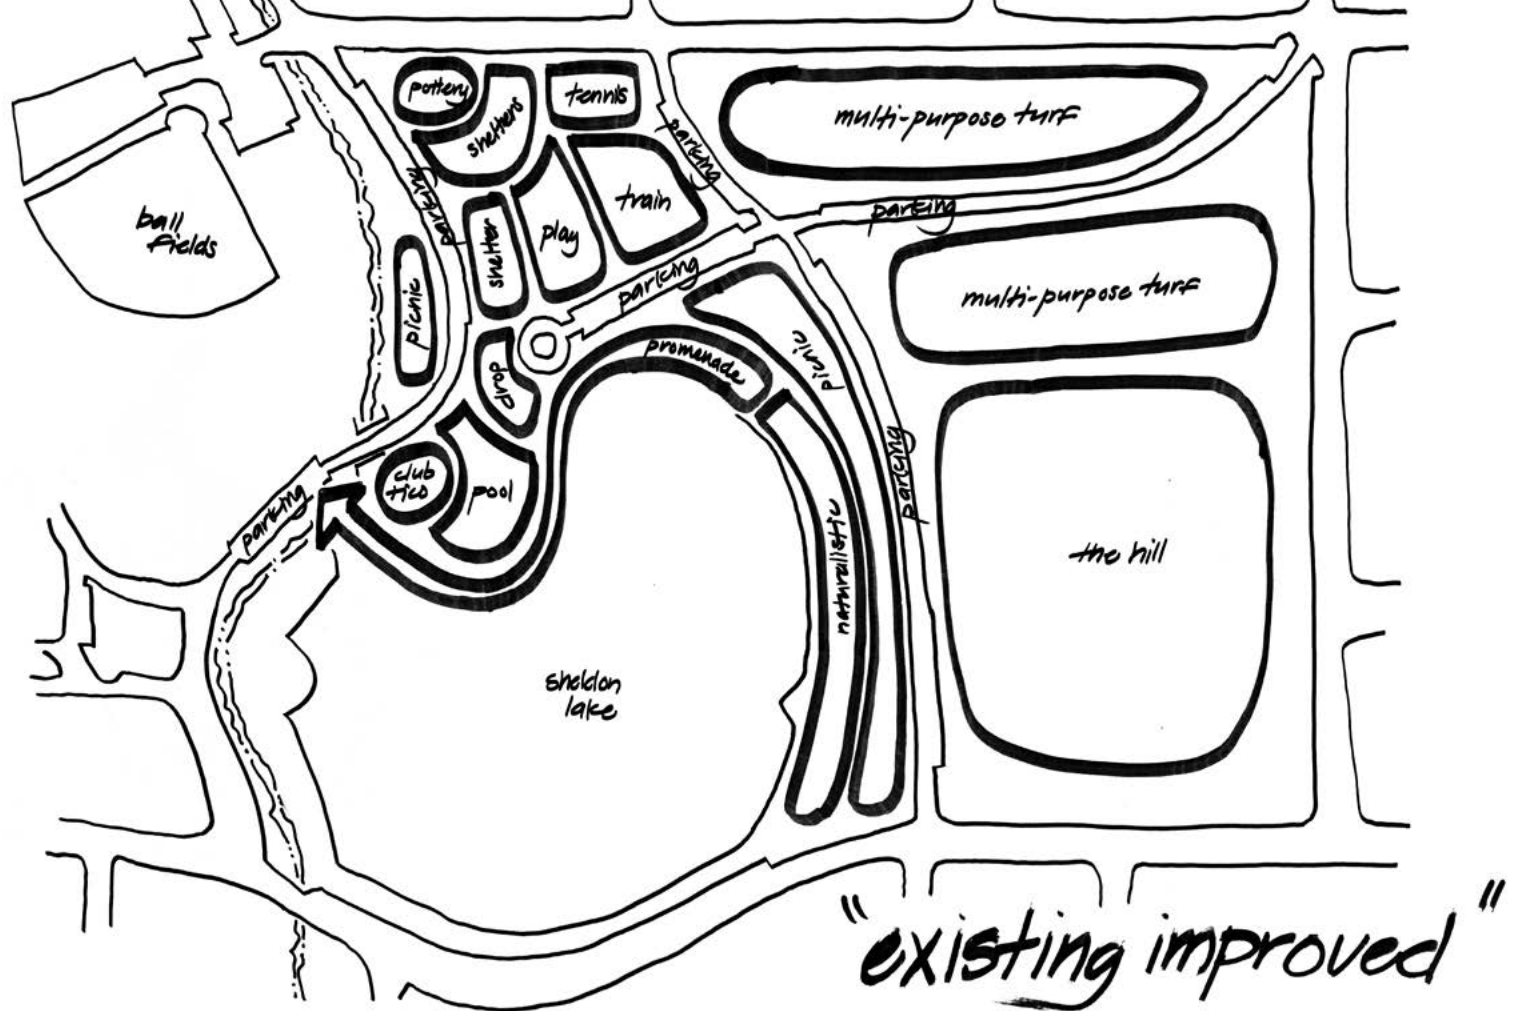 pottery
shelters
tennis
parking
multi-purpose turf
ball
fields
parking
train
play
shelter
parking
parking
picnic
multi-purpose turf
promenade
picnic
drop
club
tico
pool
parking
parking
naturalistic
the hill
sheldon
lake
"existing improved"